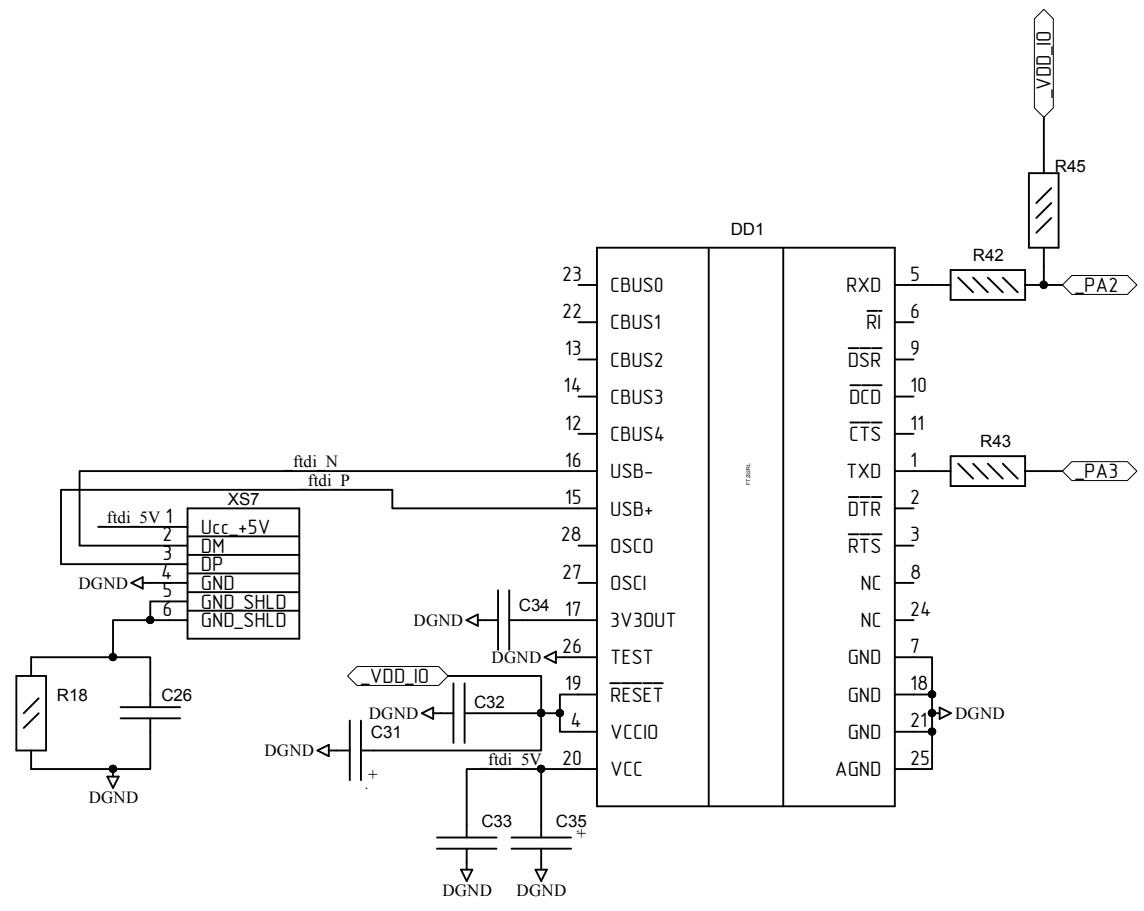 _VDD_IO
R45
DD1
R42
23 CBUS0 RXD 5 _PA2
22 CBUS1 RI 6
13 CBUS2 DSR 9
14 CBUS3 DCD 10
12 CBUS4 CTS 11
R43
ftdi_N 16 USB- TXD 1 _PA3
ftdi_P 15 USB+ DTR 2
XS7
ftdi_5V 1 Ucc_+5V
2 DM
3 DP
DGND 4 GND
5 GND_SHLD
6 GND_SHLD
28 OSCO RTS 3
27 OSCI NC 8
DGND C34 17 3V3OUT NC 24
DGND 26 TEST GND 7
_VDD_IO 19 RESET GND 18
DGND C32 DGND
4 VCCIO GND 21
DGND C31 +
ftdi_5V 20 VCC AGND 25
R18 C26
DGND
C33 C35 +
DGND DGND
FT232RL